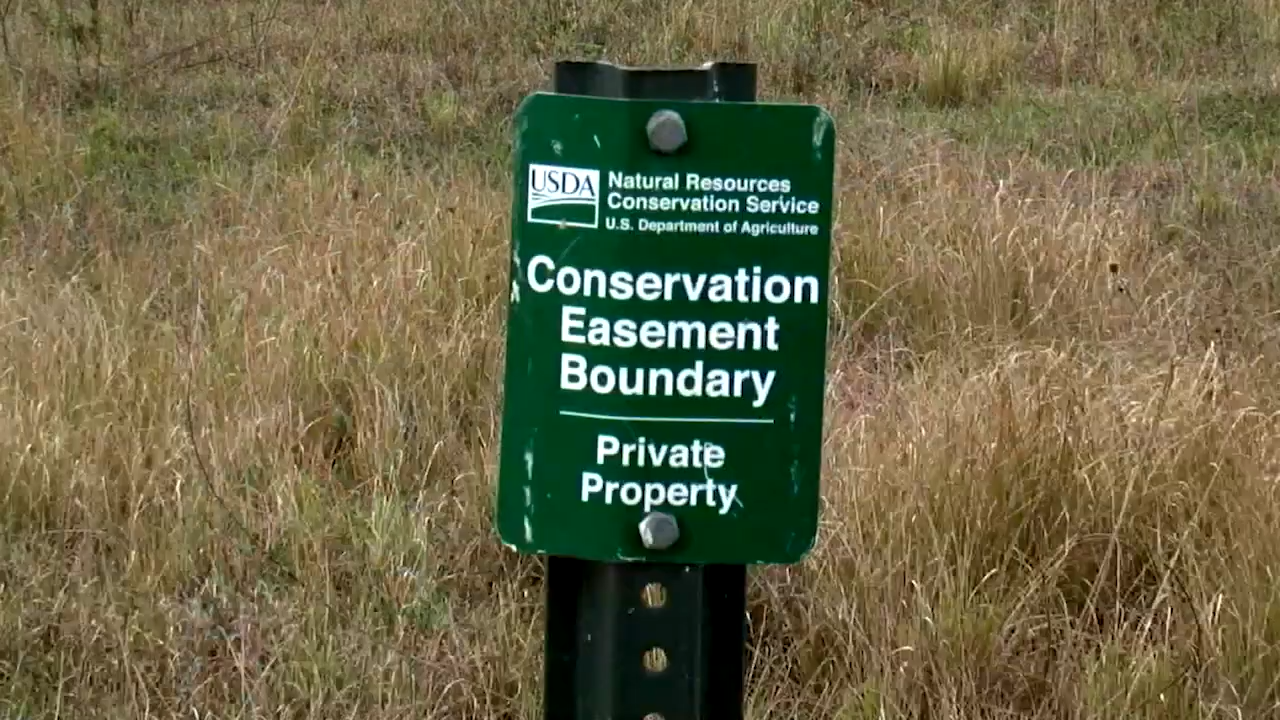 USDA
Natural Resources
Conservation Service
U.S. Department of Agriculture
Conservation
Easement
Boundary
Private
Property